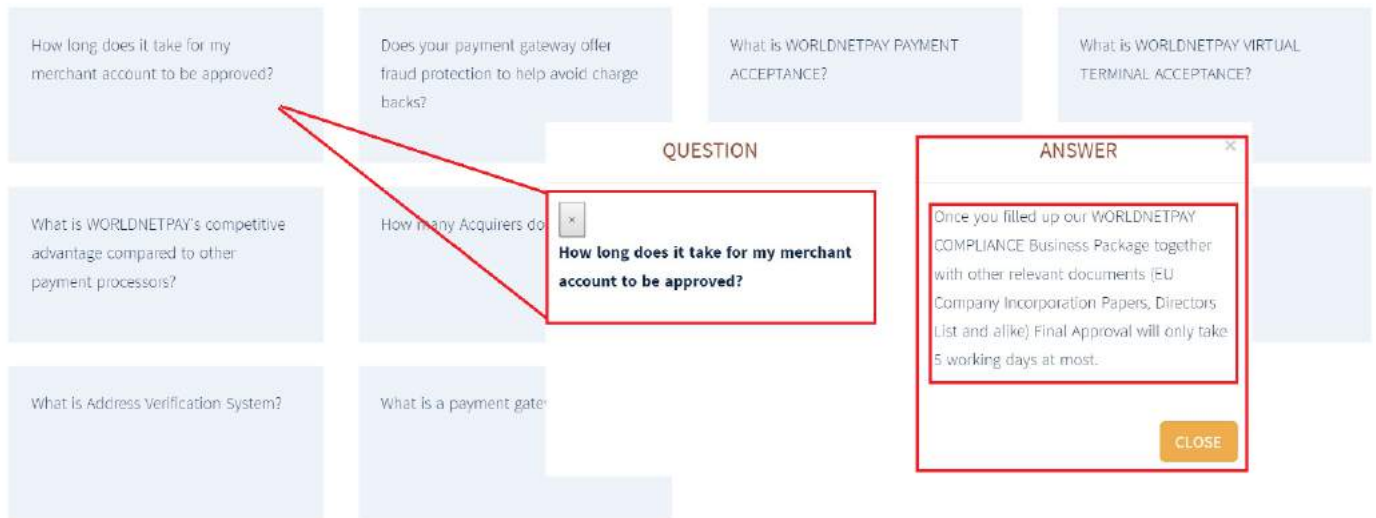 How long does it take for my
merchant account to be approved?
Does your payment gateway offer
fraud protection to help avoid charge
backs?
What is WORLDNETPAY PAYMENT
ACCEPTANCE?
What is WORLDNETPAY VIRTUAL
TERMINAL ACCEPTANCE?
What is WORLDNETPAY's competitive
advantage compared to other
payment processors?
How many Acquirers do
What is Address Verification System?
What is a payment gate
QUESTION
×
How long does it take for my merchant
account to be approved?
ANSWER
×
Once you filled up our WORLDNETPAY
COMPLIANCE Business Package together
with other relevant documents (EU
Company Incorporation Papers, Directors
List and alike) Final Approval will only take
5 working days at most.
CLOSE